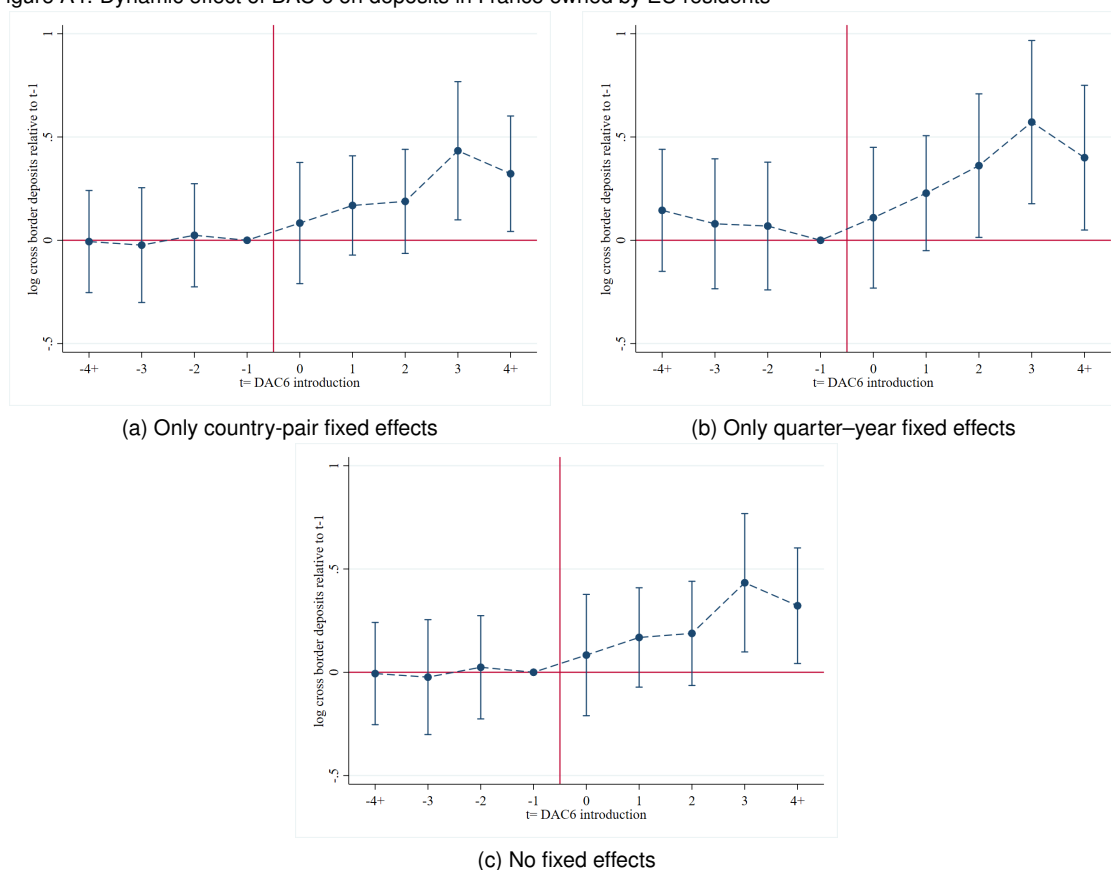 Dynamic effect of DAC 6 on deposits in France owned by EU residents
log cross border deposits relative to t-1
1
.5
0
-.5
-4+ -3 -2 -1 0 1 2 3 4+
t= DAC6 introduction
(a) Only country-pair fixed effects
log cross border deposits relative to t-1
1
.5
0
-.5
-4+ -3 -2 -1 0 1 2 3 4+
t= DAC6 introduction
(b) Only quarter–year fixed effects
log cross border deposits relative to t-1
1
.5
0
-.5
-4+ -3 -2 -1 0 1 2 3 4+
t= DAC6 introduction
(c) No fixed effects